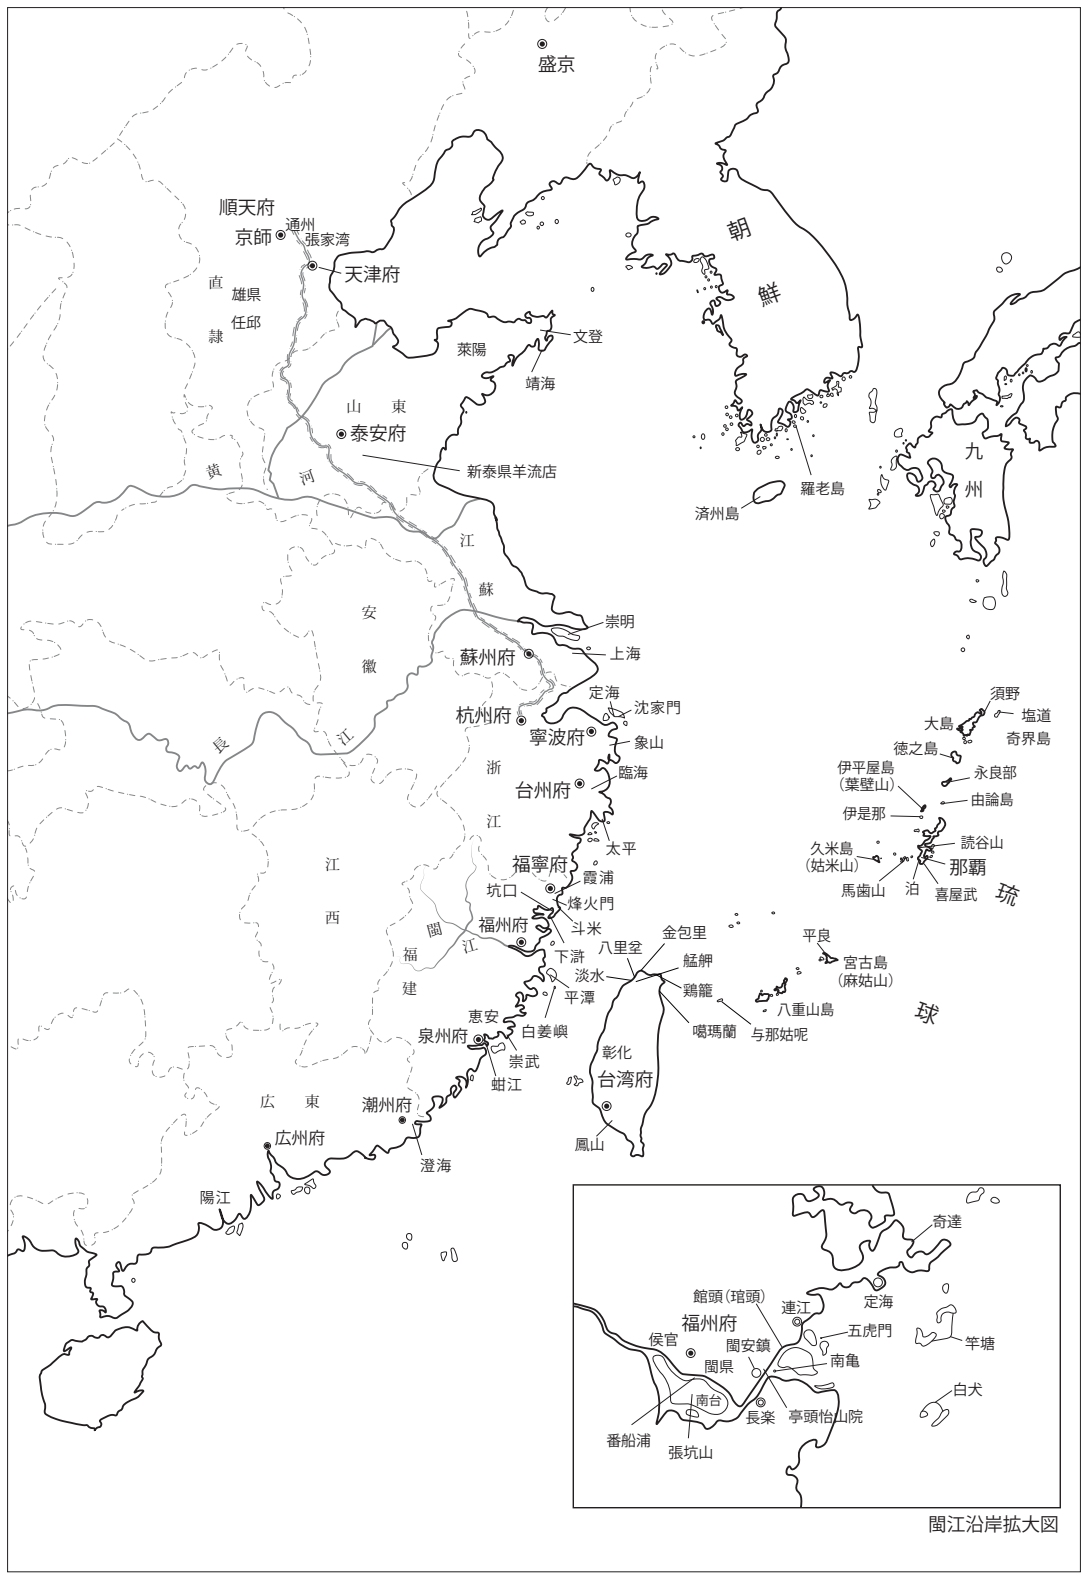 盛京
朝鮮
順天府
通州
京師
張家湾
天津府
直隷
雄県
任邱
文登
萊陽
靖海
山東
泰安府
新泰県羊流店
黄河
羅老島
済州島
九州
江蘇
安徽
崇明
蘇州府
上海
定海
沈家門
杭州府
寧波府
象山
長江
浙江
臨海
台州府
太平
須野
大島
塩道
奇界島
徳之島
伊平屋島
(葉壁山)
永良部
由論島
伊是那
久米島
(姑米山)
読谷山
那覇
馬歯山
泊
喜屋武
琉球
江西
福寧府
坑口
霞浦
烽火門
斗米
福州府
閩江
下滸
福建
平潭
白姜嶼
恵安
泉州府
崇武
蚶江
金包里
八里坌
艋舺
淡水
鶏籠
噶瑪蘭
与那姑呢
平良
宮古島
(麻姑山)
八重山島
彰化
台湾府
鳳山
広東
潮州府
広州府
澄海
陽江
奇達
定海
館頭(琯頭)
連江
福州府
五虎門
侯官
閩安鎮
竿塘
閩県
南亀
白犬
南台
長楽
亭頭怡山院
番船浦
張坑山
閩江沿岸拡大図